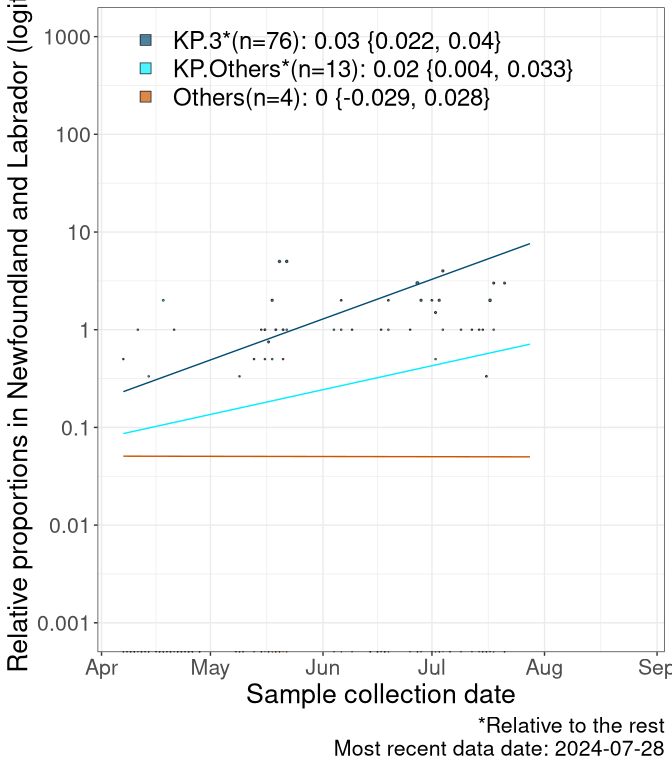 Relative proportions in Newfoundland and Labrador (logit
1000
100
10
1
0.1
0.01
0.001
KP.3*(n=76): 0.03 {0.022, 0.04}
KP.Others*(n=13): 0.02 {0.004, 0.033}
Others(n=4): 0 {-0.029, 0.028}
Apr May Jun Jul Aug Sep
Sample collection date
*Relative to the rest
Most recent data date: 2024-07-28